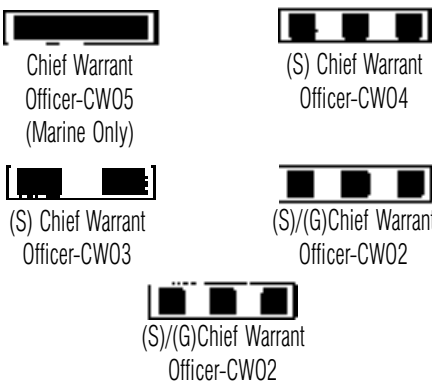 Chief Warrant
Officer-CWO5
(Marine Only)
(S) Chief Warrant
Officer-CWO4
(S) Chief Warrant
Officer-CWO3
(S)/(G)Chief Warrant
Officer-CWO2
(S)/(G)Chief Warrant
Officer-CWO2